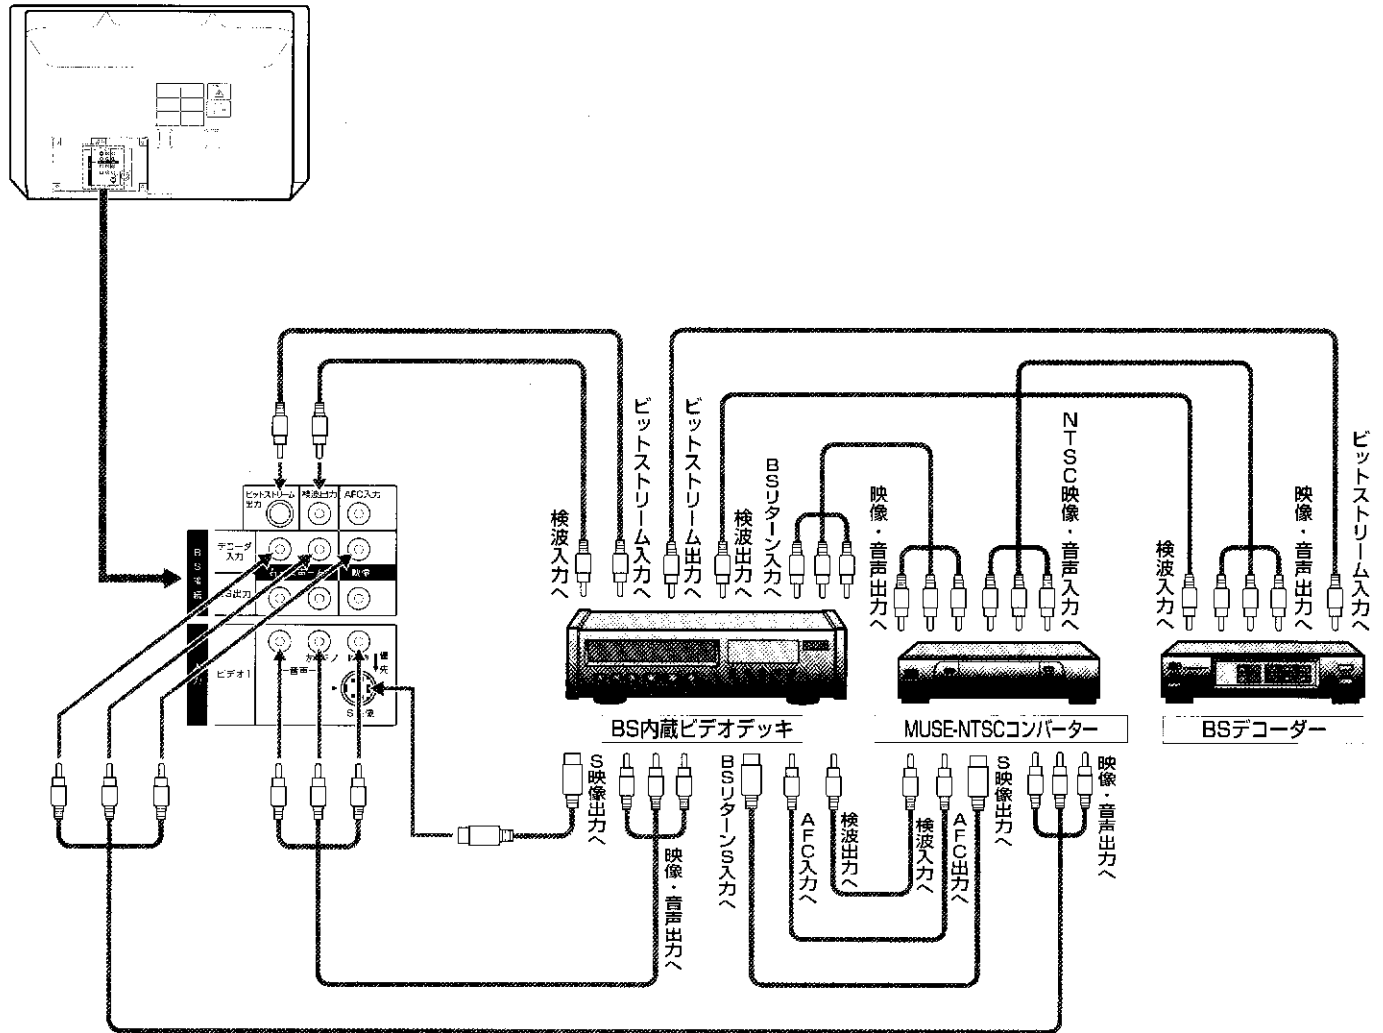 ビットストリーム
出力
検波出力
AFC入力
デコーダ
入力
BS接続
ビデオ1
音声
優先
検波入力へ
ビットストリーム入力へ
ビットストリーム出力へ
検波出力へ
BSリターン入力へ
映像・音声出力へ
NTSC映像・音声入力へ
検波入力へ
映像・音声出力へ
ビットストリーム入力へ
BS内蔵ビデオデッキ
MUSE-NTSCコンバーター
BSデコーダー
S映像出力へ
映像・音声出力へ
BSリターンS入力へ
AFC入力へ
検波出力へ
検波入力へ
AFC出力へ
S映像出力へ
映像・音声出力へ